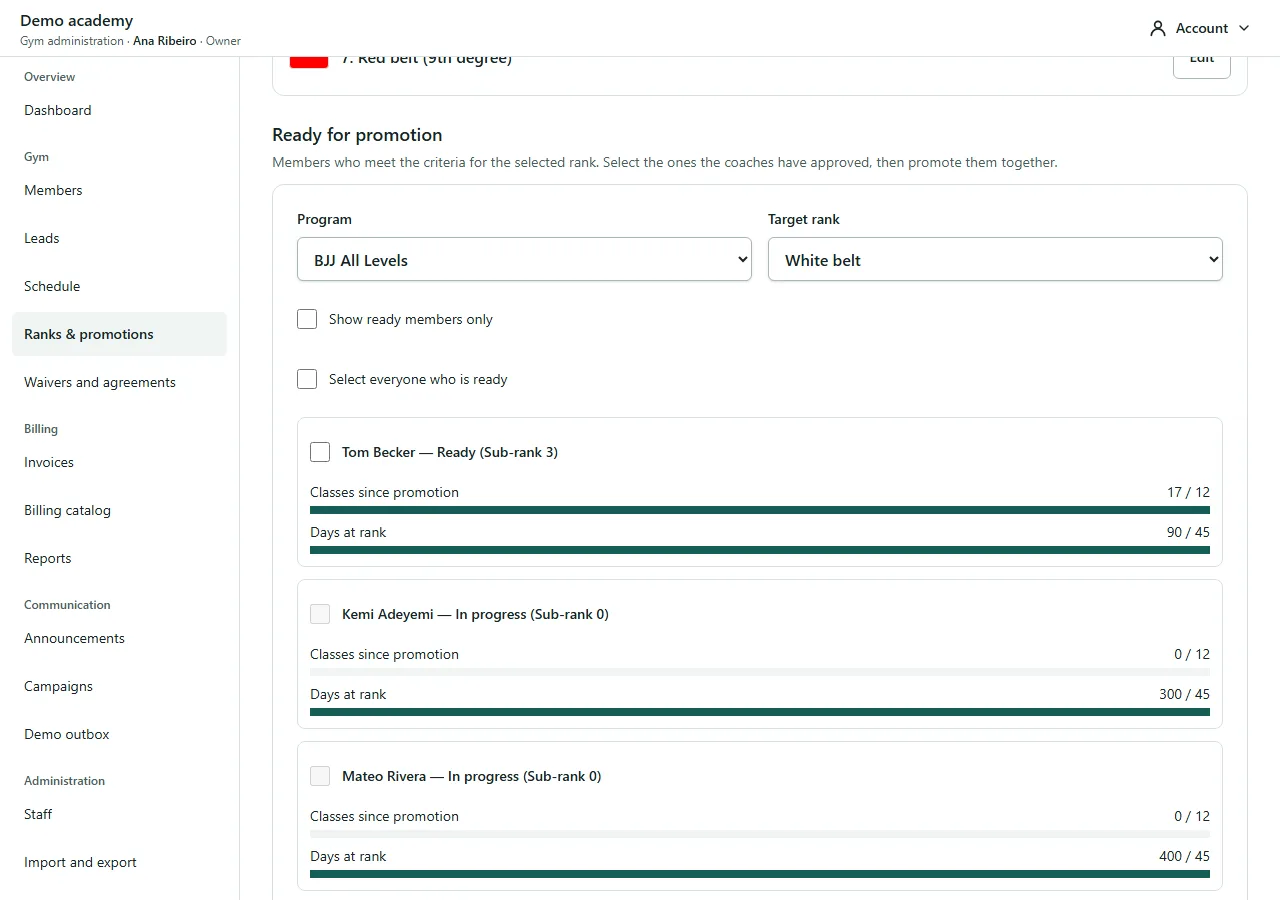 Demo academy
Gym administration · Ana Ribeiro · Owner
Account
Overview
Dashboard
Gym
Members
Leads
Schedule
Ranks & promotions
Waivers and agreements
Billing
Invoices
Billing catalog
Reports
Communication
Announcements
Campaigns
Demo outbox
Administration
Staff
Import and export
7. Red belt (9th degree)
Edit
Ready for promotion
Members who meet the criteria for the selected rank. Select the ones the coaches have approved, then promote them together.
Program
Target rank
BJJ All Levels
White belt
Show ready members only
Select everyone who is ready
Tom Becker — Ready (Sub-rank 3)
Classes since promotion 17 / 12
Days at rank 90 / 45
Kemi Adeyemi — In progress (Sub-rank 0)
Classes since promotion 0 / 12
Days at rank 300 / 45
Mateo Rivera — In progress (Sub-rank 0)
Classes since promotion 0 / 12
Days at rank 400 / 45